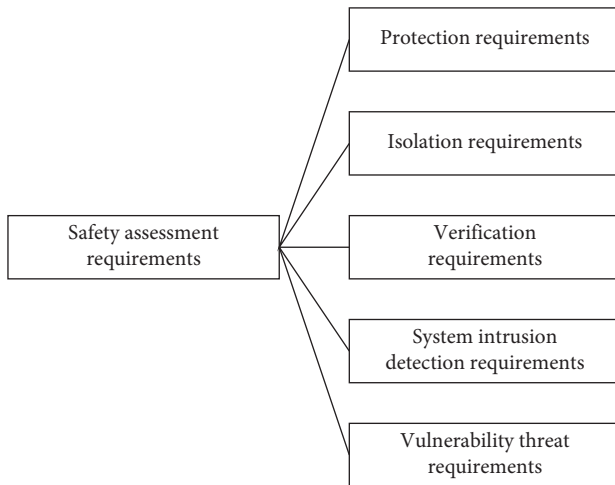 Protection requirements
Isolation requirements
Safety assessment
requirements
Verification
requirements
System intrusion
detection requirements
Vulnerability threat
requirements